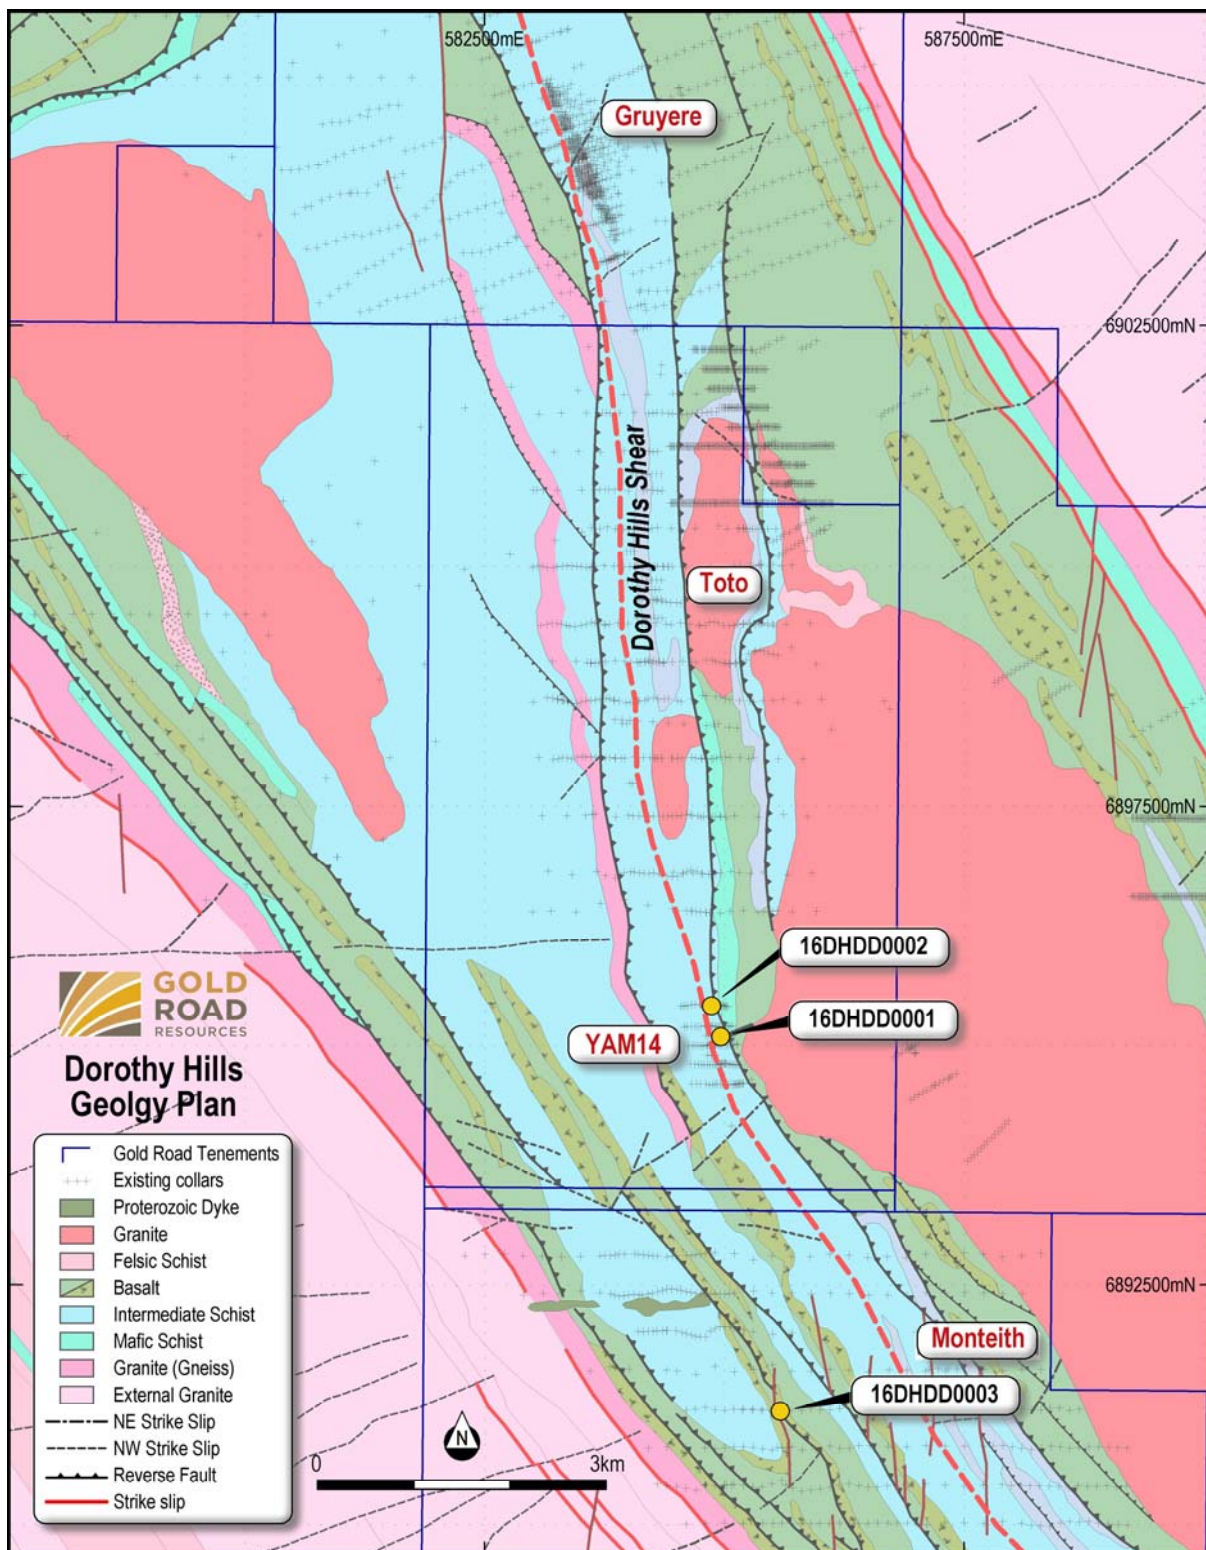 582500mE
587500mE
Gruyere
6902500mN
Dorothy Hills Shear
Toto
6897500mN
16DHDD0002
16DHDD0001
YAM14
GOLD
ROAD
RESOURCES
Dorothy Hills
Geolgy Plan
Gold Road Tenements
Existing collars
Proterozoic Dyke
Granite
Felsic Schist
Basalt
Intermediate Schist
Mafic Schist
Granite (Gneiss)
External Granite
NE Strike Slip
NW Strike Slip
Reverse Fault
Strike slip
6892500mN
Monteith
16DHDD0003
N
0
3km